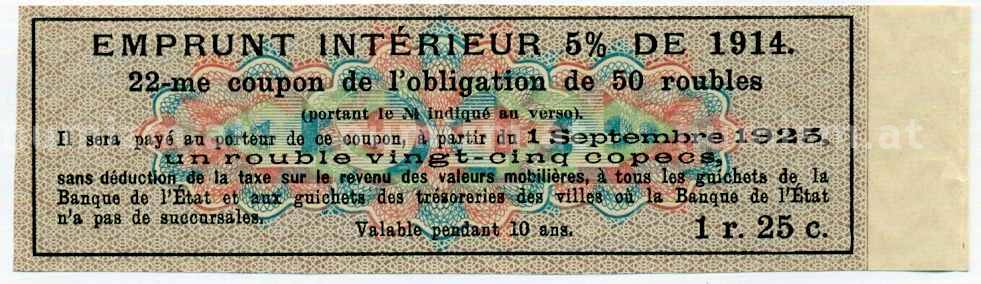 EMPRUNT INTÉRIEUR 5% DE 1914.
22-me coupon de l'obligation de 50 roubles
(portant le № indiqué au verso).
Il sera payé au porteur de ce coupon, à partir du 1 Septembre 1925,
un rouble vingt-cinq copecs,
sans déduction de la taxe sur le revenu des valeurs mobilières, à tous les guichets de la
Banque de l'État et aux guichets des trésoreries des villes où la Banque de l'État
n'a pas de succursales.
Valable pendant 10 ans.
1 r. 25 c.